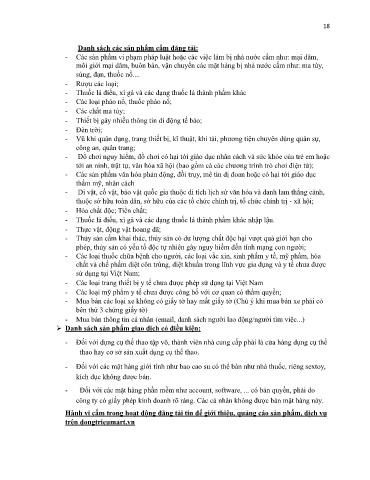 18
Danh sách các sản phẩm cấm đăng tải:
- Các sản phẩm vi phạm pháp luật hoặc các việc làm bị nhà nước cấm như: mại dâm,
môi giới mại dâm, buôn bán, vận chuyển các mặt hàng bị nhà nước cấm như: ma túy,
súng, đạn, thuốc nổ....
- Rượu các loại;
- Thuốc lá điếu, xì gà và các dạng thuốc lá thành phẩm khác
- Các loại pháo nổ, thuốc pháo nổ;
- Các chất ma túy;
- Thiết bị gây nhiễu thông tin di động tế bào;
- Đèn trời;
- Vũ khí quân dụng, trang thiết bị, kĩ thuật, khí tài, phương tiện chuyên dùng quân sự,
công an, quân trang;
- Đồ chơi nguy hiểm, đồ chơi có hại tới giáo dục nhân cách và sức khỏe của trẻ em hoặc
tới an ninh, trật tự, văn hóa xã hội (bao gồm cả các chương trình trò chơi điện tử);
- Các sản phẩm văn hóa phản động, đồi trụy, mê tín dị đoan hoặc có hại tới giáo dục
thẩm mỹ, nhân cách
- Di vật, cổ vật, bảo vật quốc gia thuộc di tích lịch sử văn hóa và danh lam thắng cảnh,
thuộc sở hữu toàn dân, sở hữu của các tổ chức chính trị, tổ chức chính trị - xã hội;
- Hóa chất độc; Tiền chất;
- Thuốc lá điếu, xì gà và các dạng thuốc lá thành phẩm khác nhập lậu.
- Thực vật, động vật hoang dã;
- Thủy sản cấm khai thác, thủy sản có dư lượng chất độc hại vượt quá giới hạn cho
phép, thủy sản có yếu tố độc tự nhiên gây nguy hiểm đến tính mạng con người;
- Các loại thuốc chữa bệnh cho người, các loại vắc xin, sinh phẩm y tế, mỹ phẩm, hóa
chất và chế phẩm diệt côn trùng, diệt khuẩn trong lĩnh vực gia dụng và y tế chưa được
sử dụng tại Việt Nam;
- Các loại trang thiết bị y tế chưa được phép sử dụng tại Việt Nam
- Các loại mỹ phẩm y tế chưa được công bố với cơ quan có thẩm quyền;
- Mua bán các loại xe không có giấy tờ hay mất giấy tờ (Chú ý khi mua bán xe phải có
bên thứ 3 chứng giấy tờ)
- Mua bán thông tin cá nhân (email, danh sách người lao động/người tìm việc...)
➢ Danh sách sản phẩm giao dịch có điều kiện:
- Đối với dụng cụ thể thao tập võ, thành viên nhà cung cấp phải là cửa hàng dụng cụ thể
thao hay cơ sở sản xuất dụng cụ thể thao.
- Đối với các mặt hàng giới tính như bao cao su có thể bán như nhà thuốc, riêng sextoy,
kích dục không được bán.
- Đối với các mặt hàng phần mềm như account, software, ... có bản quyền, phải do
công ty có giấy phép kinh doanh rõ ràng. Các cá nhân không được bán mặt hàng này.
Hành vi cấm trong hoạt động đăng tải tin để giới thiệu, quảng cáo sản phẩm, dịch vụ
trên dongtrieumart.vn